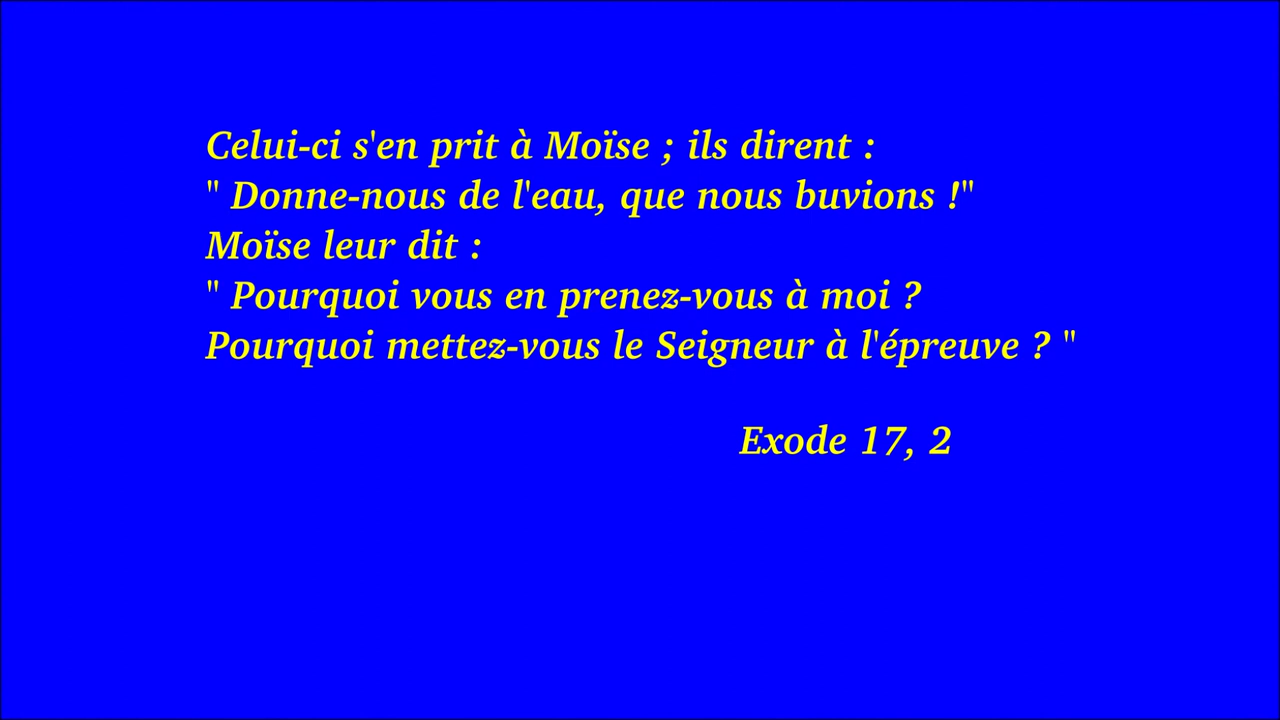 Celui-ci s'en prit à Moïse ; ils dirent :
" Donne-nous de l'eau, que nous buvions !"
Moïse leur dit :
" Pourquoi vous en prenez-vous à moi ?
Pourquoi mettez-vous le Seigneur à l'épreuve ? "
Exode 17, 2